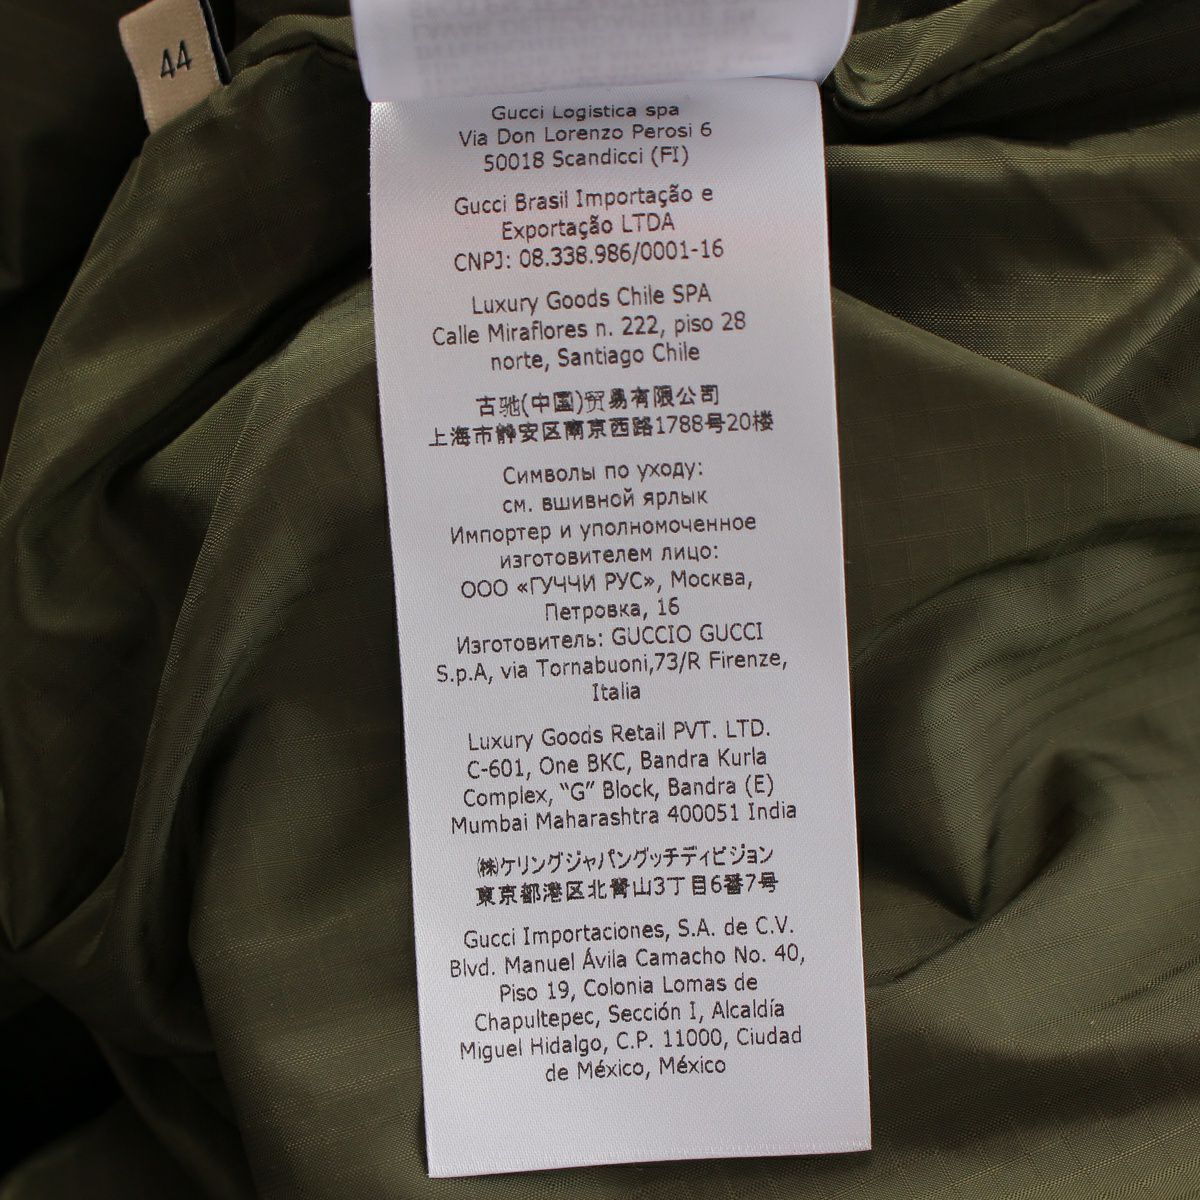 44
Gucci Logistica spa
Via Don Lorenzo Perosi 6
50018 Scandicci (FI)
Gucci Brasil Importação e
Exportação LTDA
CNPJ: 08.338.986/0001-16
Luxury Goods Chile SPA
Calle Miraflores n. 222, piso 28
norte, Santiago Chile
古驰(中国)贸易有限公司
上海市静安区南京西路1788号20楼
Символы по уходу:
см. вшивной ярлык
Импортер и уполномоченное
изготовителем лицо:
ООО «ГУЧЧИ РУС», Москва,
Петровка, 16
Изготовитель: GUCCIO GUCCI
S.p.A, via Tornabuoni,73/R Firenze,
Italia
Luxury Goods Retail PVT. LTD.
C-601, One BKC, Bandra Kurla
Complex, “G” Block, Bandra (E)
Mumbai Maharashtra 400051 India
㈱ケリングジャパングッチディビジョン
東京都港区北青山3丁目6番7号
Gucci Importaciones, S.A. de C.V.
Blvd. Manuel Ávila Camacho No. 40,
Piso 19, Colonia Lomas de
Chapultepec, Sección I, Alcaldía
Miguel Hidalgo, C.P. 11000, Ciudad
de México, México